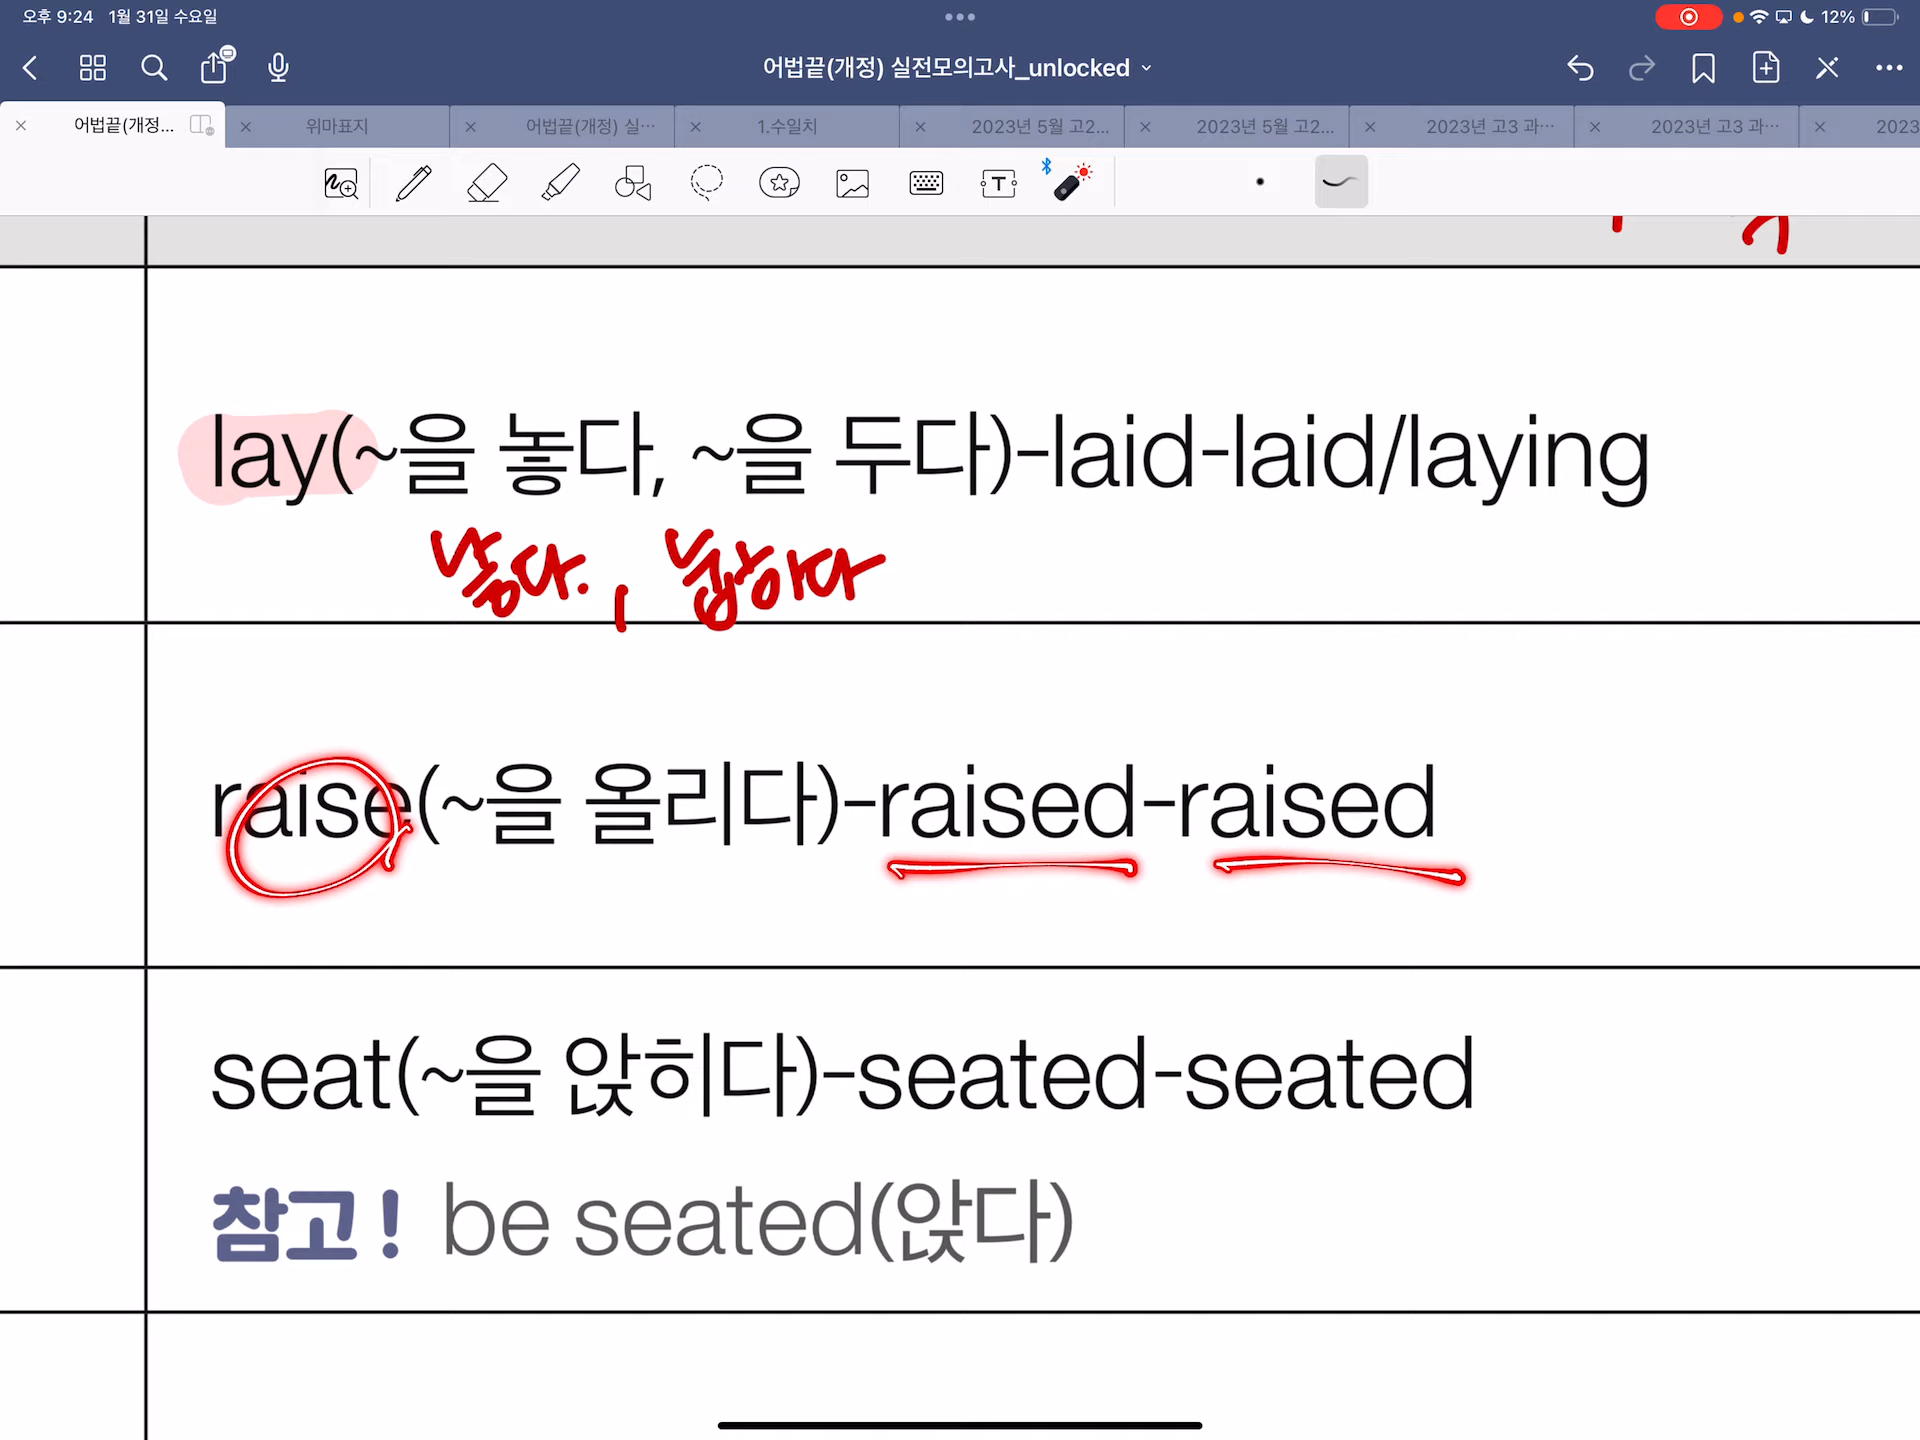 오후 9:24 1월 31일 수요일 12%
어법끝(개정) 실전모의고사_unlocked
어법끝(개정... 위마표지 어법끝(개정) 실··· 1.수일치 2023년 5월 고2... 2023년 5월 고2... 2023년 고3 과··· 2023년 고3 과··· 2023
lay(~을 놓다, ~을 두다)-laid-laid/laying
낳다., 눕히다
raise(~을 올리다)-raised-raised
seat(~을 앉히다)-seated-seated
참고! be seated(앉다)